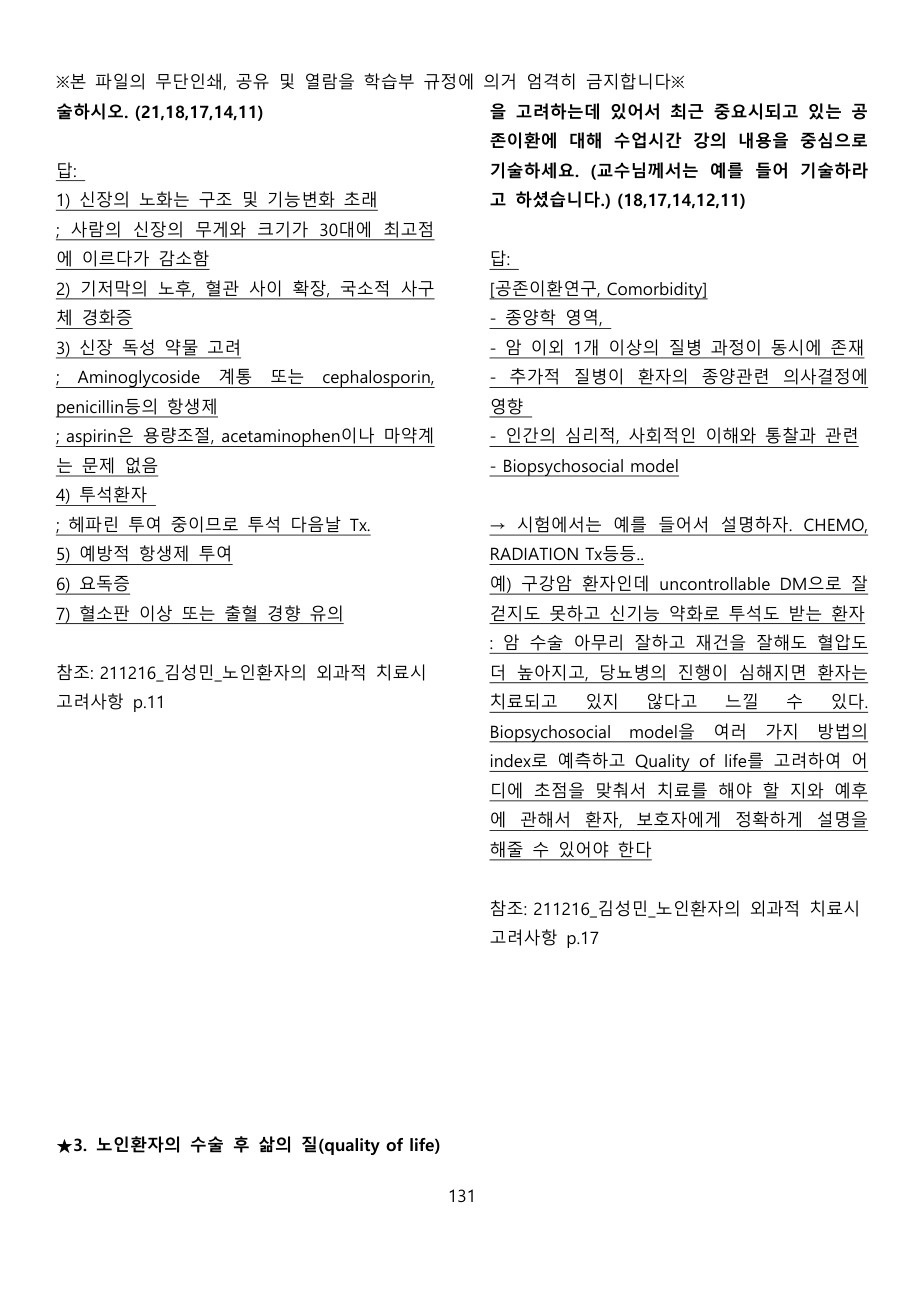 ※본 파일의 무단인쇄, 공유 및 열람을 학습부 규정에 의거 엄격히 금지합니다※
술하시오. (21,18,17,14,11)
답:
1) 신장의 노화는 구조 및 기능변화 초래
; 사람의 신장의 무게와 크기가 30대에 최고점
에 이르다가 감소함
2) 기저막의 노후, 혈관 사이 확장, 국소적 사구
체 경화증
3) 신장 독성 약물 고려
; Aminoglycoside 계통 또는 cephalosporin,
penicillin등의 항생제
; aspirin은 용량조절, acetaminophen이나 마약계
는 문제 없음
4) 투석환자
; 헤파린 투여 중이므로 투석 다음날 Tx.
5) 예방적 항생제 투여
6) 요독증
7) 혈소판 이상 또는 출혈 경향 유의
참조: 211216_김성민_노인환자의 외과적 치료시
고려사항 p.11
★3. 노인환자의 수술 후 삶의 질(quality of life)
을 고려하는데 있어서 최근 중요시되고 있는 공
존이환에 대해 수업시간 강의 내용을 중심으로
기술하세요. (교수님께서는 예를 들어 기술하라
고 하셨습니다.) (18,17,14,12,11)
답:
[공존이환연구, Comorbidity]
- 종양학 영역,
- 암 이외 1개 이상의 질병 과정이 동시에 존재
- 추가적 질병이 환자의 종양관련 의사결정에
영향
- 인간의 심리적, 사회적인 이해와 통찰과 관련
- Biopsychosocial model
→ 시험에서는 예를 들어서 설명하자. CHEMO,
RADIATION Tx등등..
예) 구강암 환자인데 uncontrollable DM으로 잘
걷지도 못하고 신기능 약화로 투석도 받는 환자
: 암 수술 아무리 잘하고 재건을 잘해도 혈압도
더 높아지고, 당뇨병의 진행이 심해지면 환자는
치료되고 있지 않다고 느낄 수 있다.
Biopsychosocial model을 여러 가지 방법의
index로 예측하고 Quality of life를 고려하여 어
디에 초점을 맞춰서 치료를 해야 할 지와 예후
에 관해서 환자, 보호자에게 정확하게 설명을
해줄 수 있어야 한다
참조: 211216_김성민_노인환자의 외과적 치료시
고려사항 p.17
131